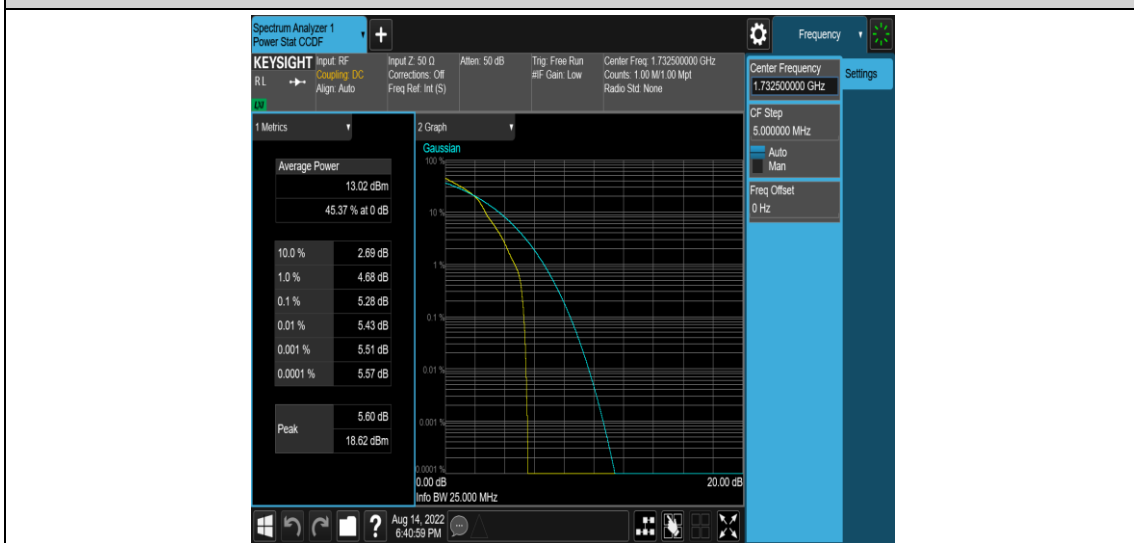 Spectrum Analyzer 1
Power Stat CCDF
Frequency
KEYSIGHT
RL
Input: RF
Coupling: DC
Align: Auto
Input Z: 50 Ω
Corrections: Off
Freq Ref: Int (S)
Atten: 50 dB
Trig: Free Run
#IF Gain: Low
Center Freq: 1.732500000 GHz
Counts: 1.00 M/1.00 Mpt
Radio Std: None
LXI
Center Frequency
1.732500000 GHz
Settings
CF Step
5.000000 MHz
Auto
Man
Freq Offset
0 Hz
1 Metrics
Average Power
13.02 dBm
45.37 % at 0 dB
10.0 % 2.69 dB
1.0 % 4.68 dB
0.1 % 5.28 dB
0.01 % 5.43 dB
0.001 % 5.51 dB
0.0001 % 5.57 dB
Peak
5.60 dB
18.62 dBm
2 Graph
Gaussian
100 %
10 %
1 %
0.1 %
0.01 %
0.001 %
0.0001 %
0.00 dB 20.00 dB
Info BW 25.000 MHz
Aug 14, 2022
6:40:59 PM